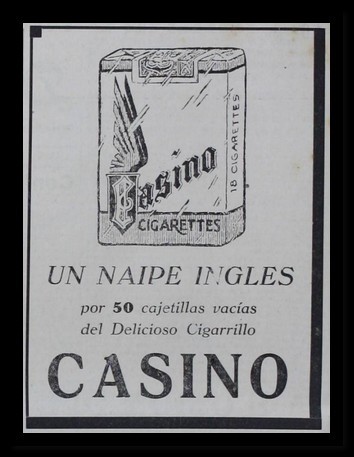 Casino
18 CIGARETTES
CIGARETTES
UN NAIPE INGLES
por 50 cajetillas vacías
del Delicioso Cigarrillo
CASINO